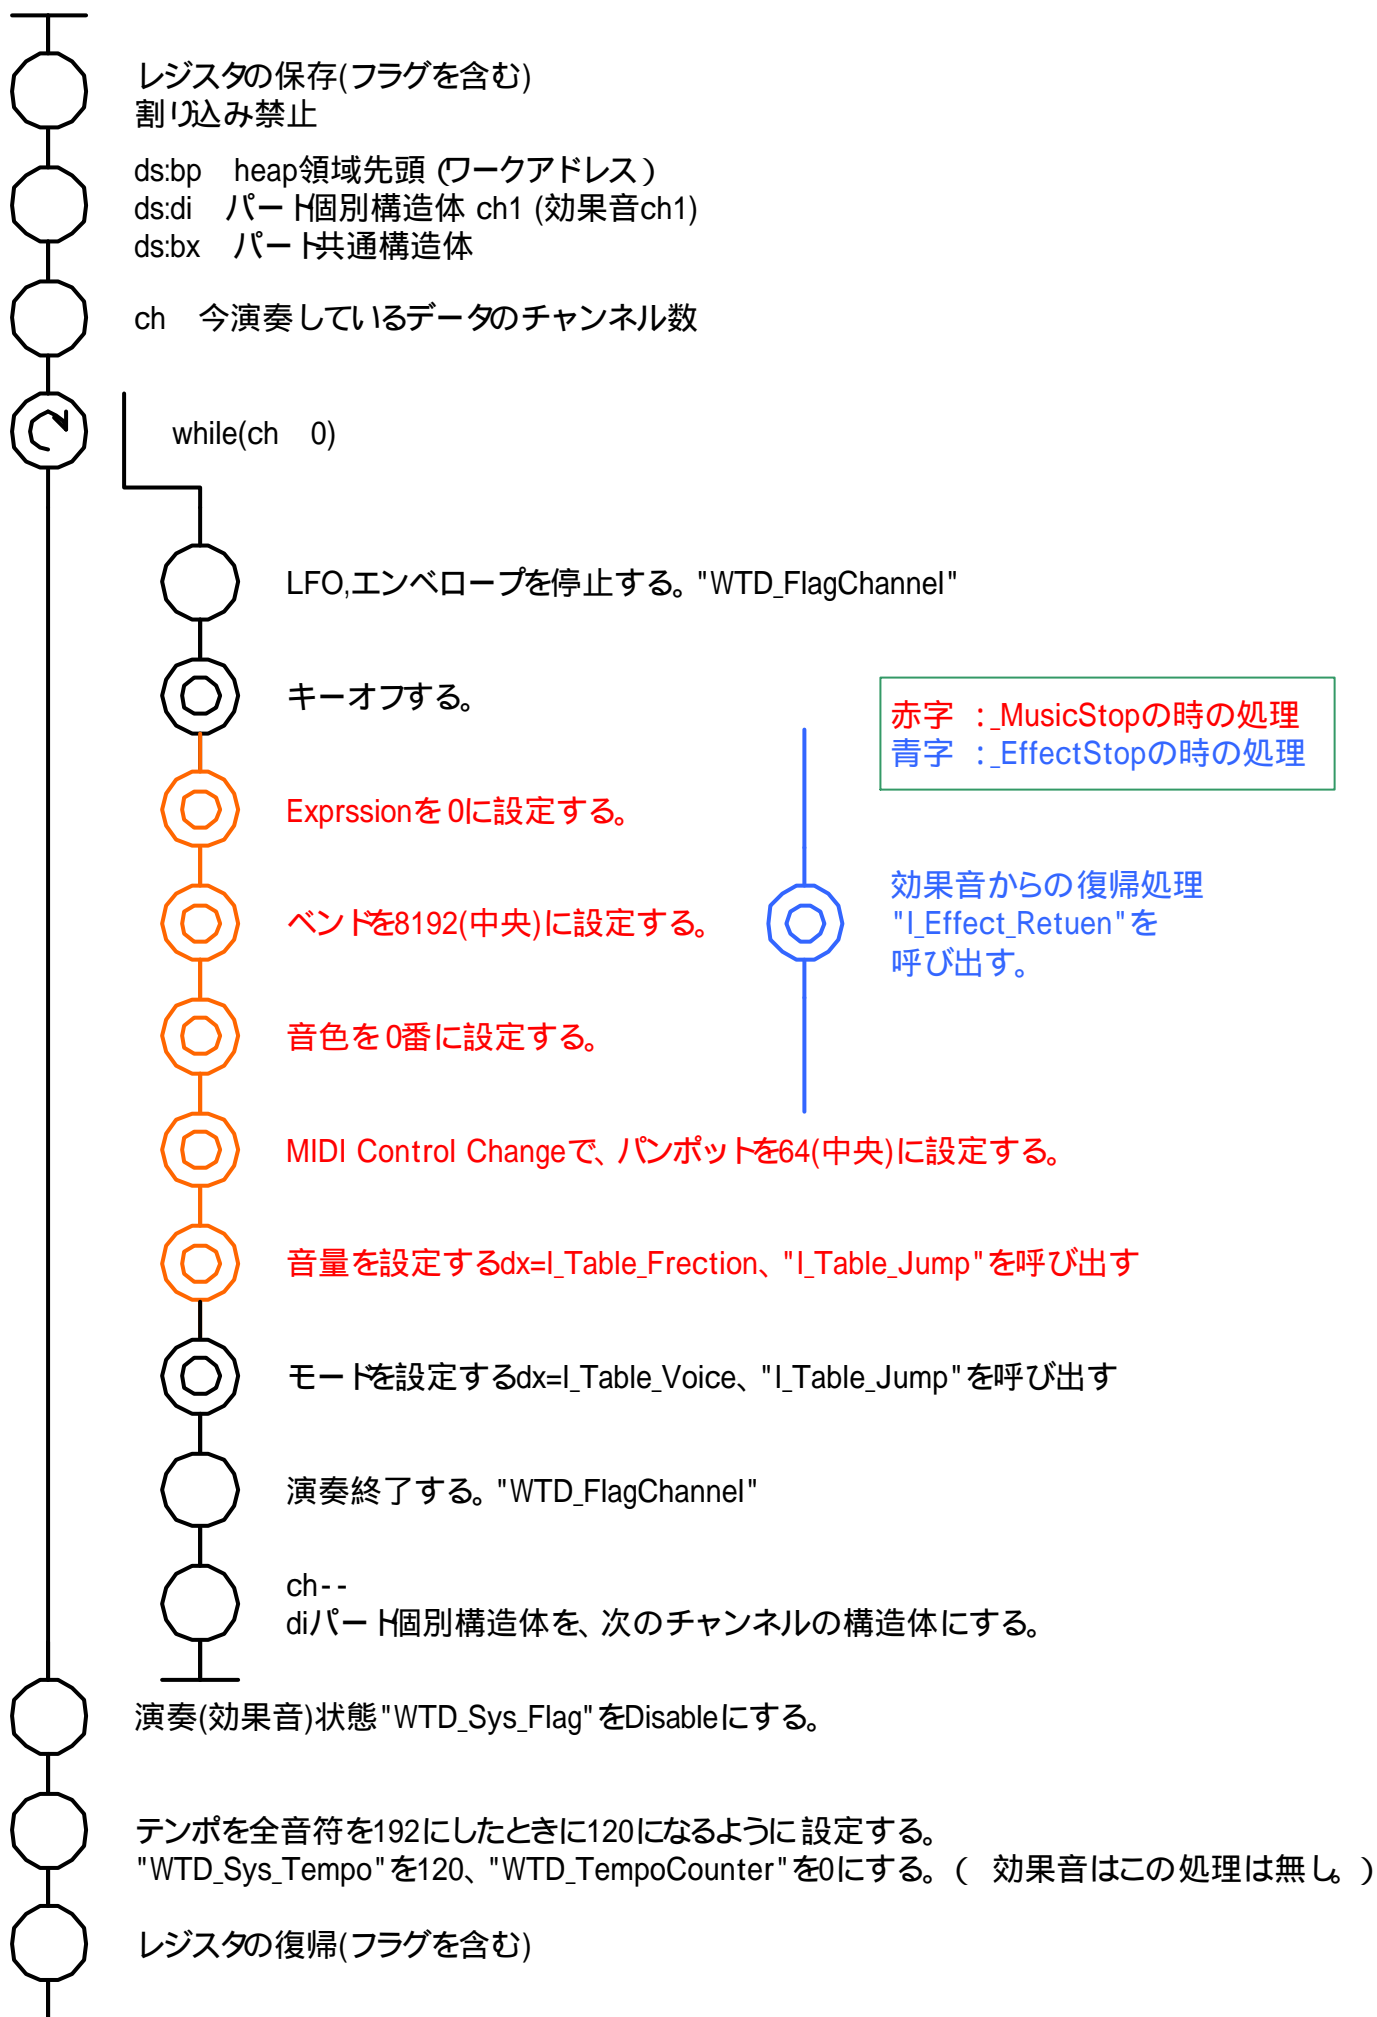 レジスタの保存(フラグを含む)
割り込み禁止
ds:bp heap領域先頭 (ワークアドレス)
ds:di パート個別構造体 ch1 (効果音ch1)
ds:bx パート共通構造体
ch 今演奏しているデータのチャンネル数
while(ch 0)
LFO,エンベロープを停止する。"WTD_FlagChannel"
キーオフする。
赤字 :_MusicStopの時の処理
青字 :_EffectStopの時の処理
Exprssionを0に設定する。
効果音からの復帰処理
"I_Effect_Retuen"を
呼び出す。
ベンドを8192(中央)に設定する。
音色を0番に設定する。
MIDI Control Changeで、パンポットを64(中央)に設定する。
音量を設定するdx=I_Table_Frection、"I_Table_Jump"を呼び出す
モードを設定するdx=I_Table_Voice、"I_Table_Jump"を呼び出す
演奏終了する。"WTD_FlagChannel"
ch--
diパート個別構造体を、次のチャンネルの構造体にする。
演奏(効果音)状態"WTD_Sys_Flag"をDisableにする。
テンポを全音符を192にしたときに120になるように設定する。
"WTD_Sys_Tempo"を120、"WTD_TempoCounter"を0にする。( 効果音はこの処理は無し。)
レジスタの復帰(フラグを含む)